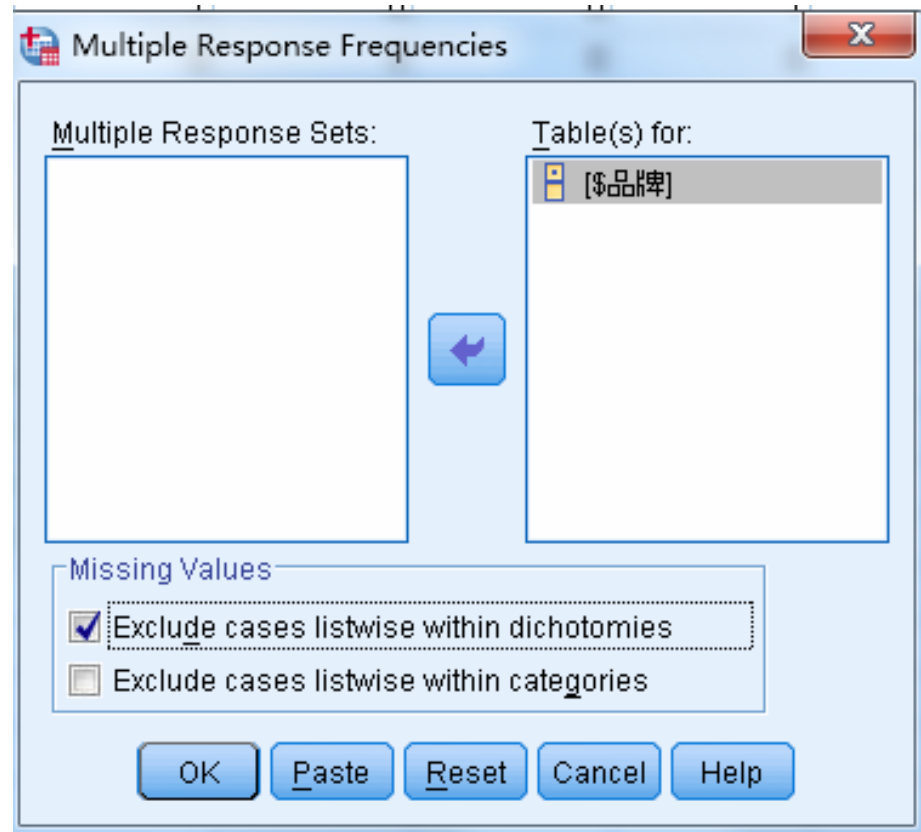 Multiple Response Frequencies
Multiple Response Sets:
Table(s) for:
[$品牌]
Missing Values
Exclude cases listwise within dichotomies
Exclude cases listwise within categories
OK Paste Reset Cancel Help